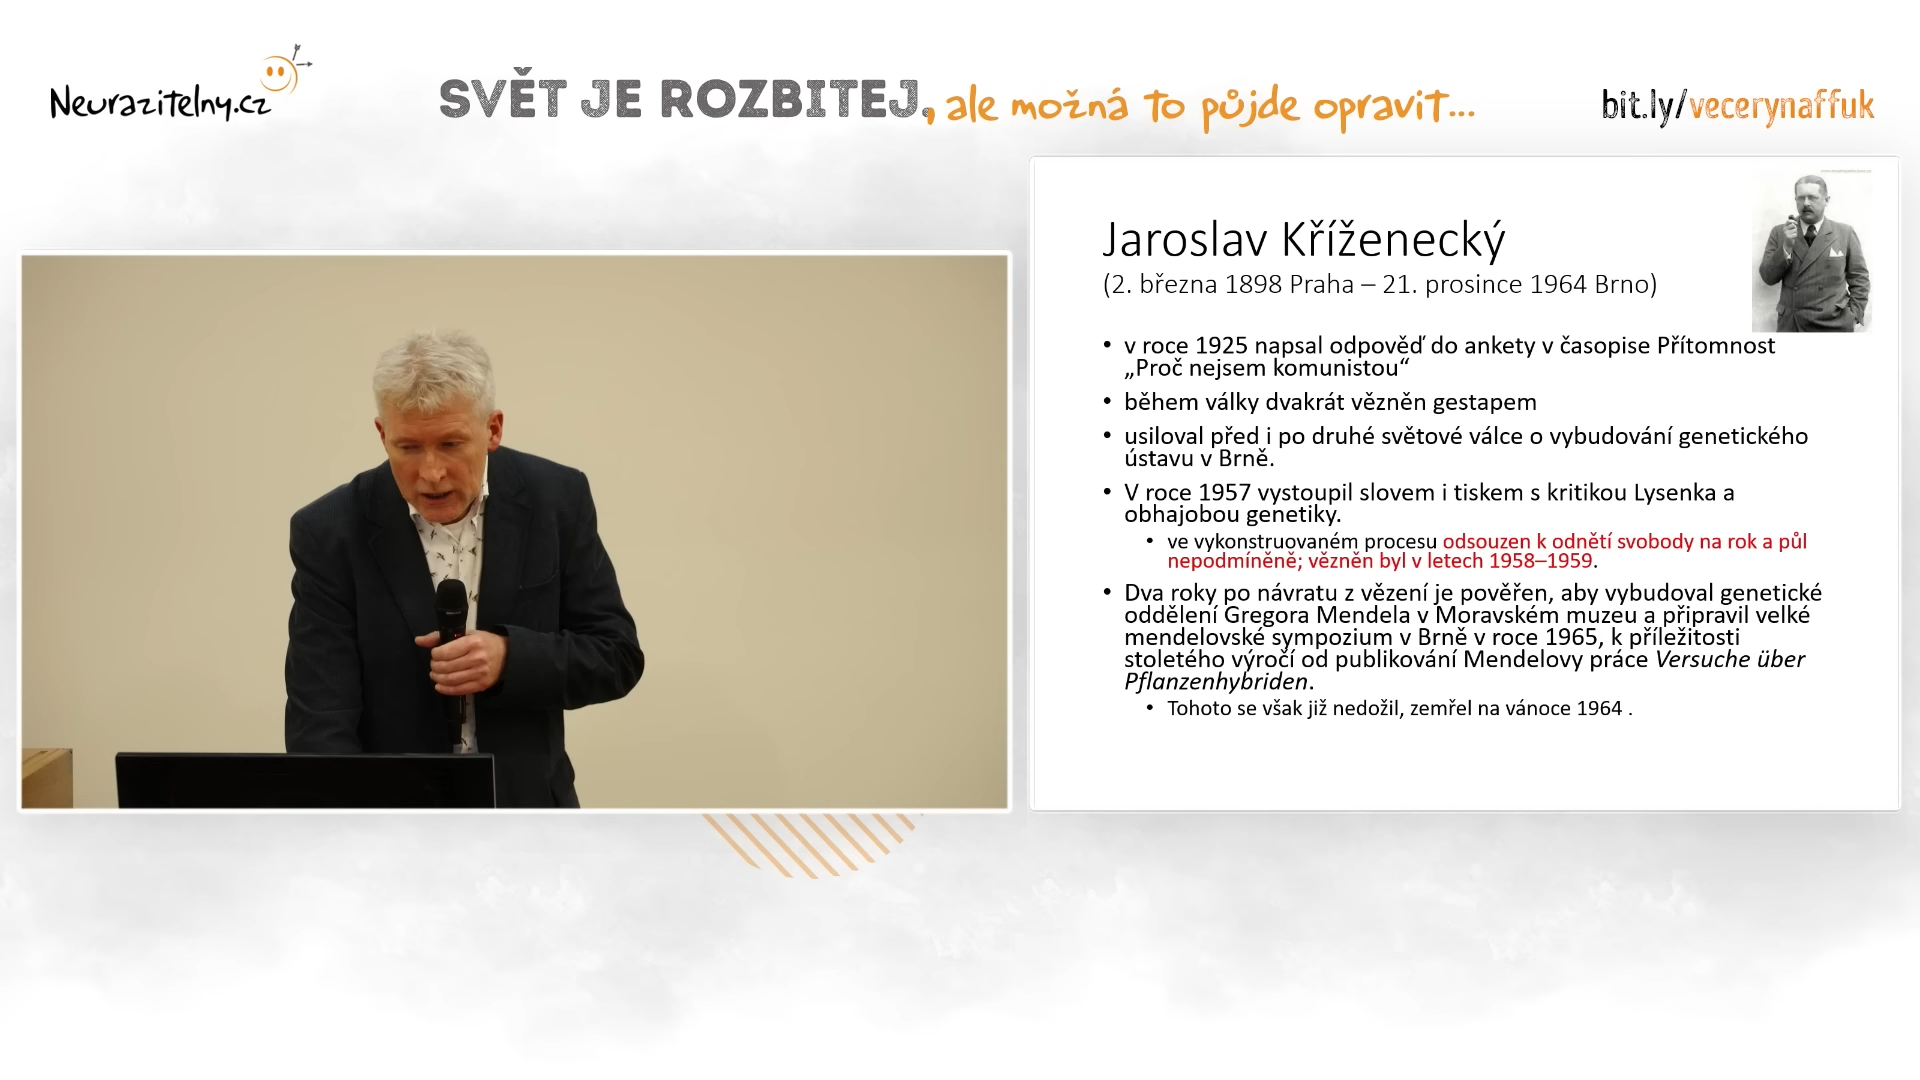 Neurazitelny.cz
SVĚT JE ROZBITEJ, ale možná to půjde opravit...
bit.ly/vecerynaffuk
Jaroslav Kříženecký
(2. března 1898 Praha – 21. prosince 1964 Brno)
• v roce 1925 napsal odpověď do ankety v časopise Přítomnost
„Proč nejsem komunistou“
• během války dvakrát vězněn gestapem
• usiloval před i po druhé světové válce o vybudování genetického
ústavu v Brně.
• V roce 1957 vystoupil slovem i tiskem s kritikou Lysenka a
obhajobou genetiky.
• ve vykonstruovaném procesu odsouzen k odnětí svobody na rok a půl
nepodmíněně; vězněn byl v letech 1958–1959.
• Dva roky po návratu z vězení je pověřen, aby vybudoval genetické
oddělení Gregora Mendela v Moravském muzeu a připravil velké
mendelovské sympozium v Brně v roce 1965, k příležitosti
stoletého výročí od publikování Mendelovy práce Versuche über
Pflanzenhybriden.
• Tohoto se však již nedožil, zemřel na vánoce 1964 .